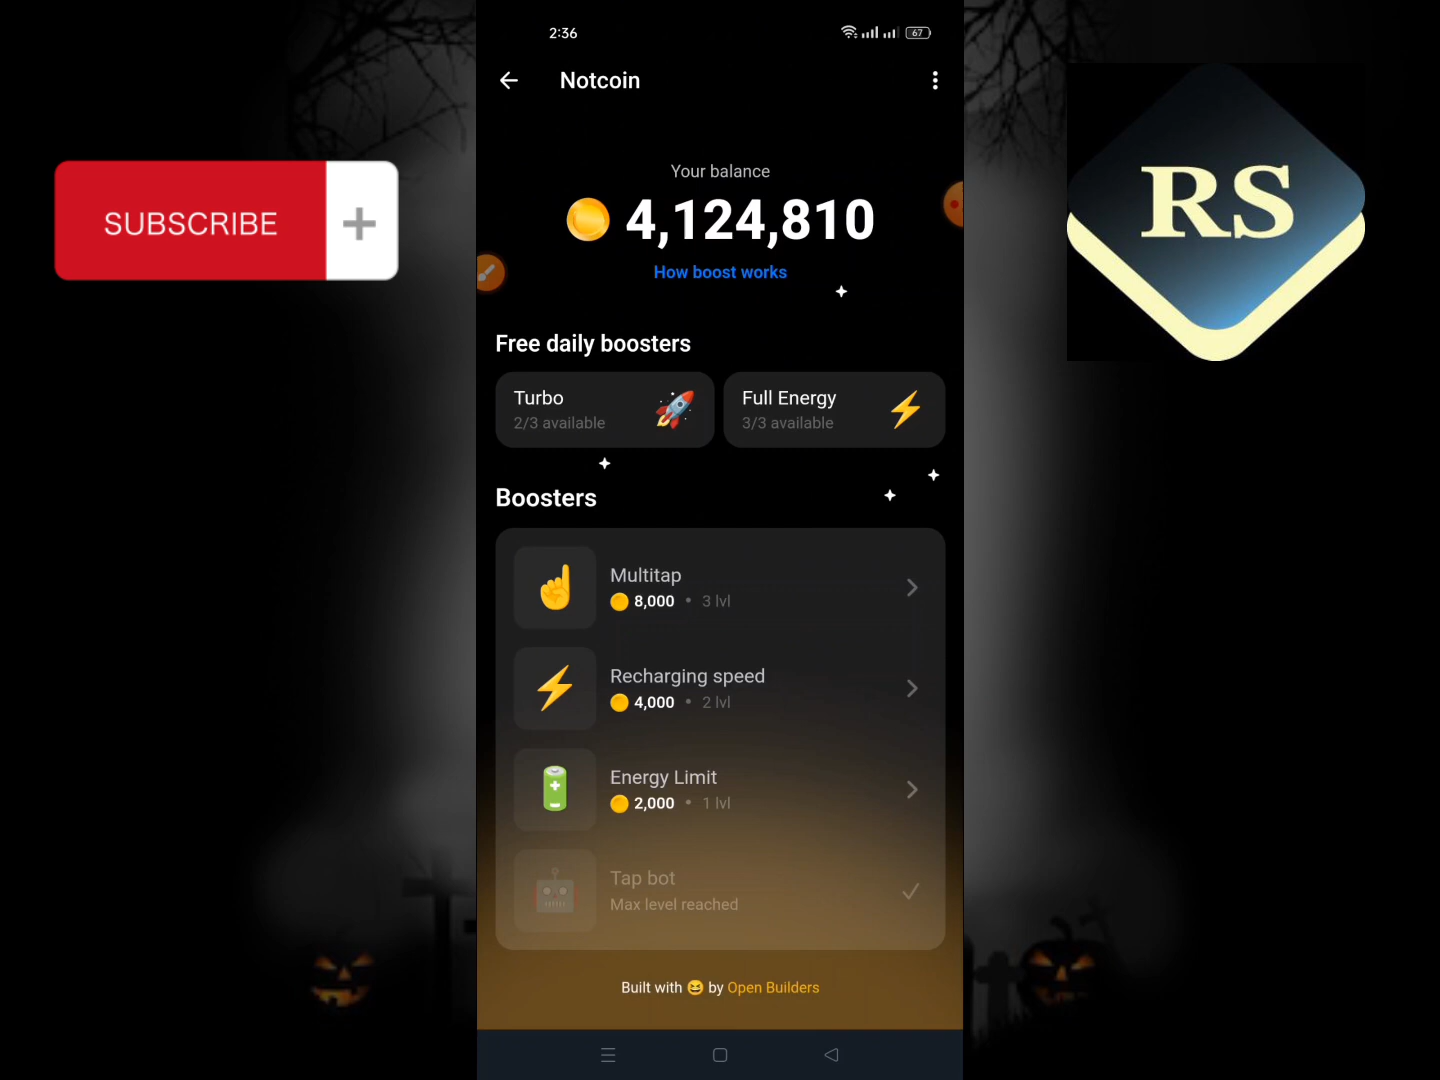 2:36
67
Notcoin
SUBSCRIBE
RS
Your balance
4,124,810
How boost works
Free daily boosters
Turbo
2/3 available
Full Energy
3/3 available
Boosters
Multitap
8,000 • 3 lvl
Recharging speed
4,000 • 2 lvl
Energy Limit
2,000 • 1 lvl
Tap bot
Max level reached
Built with 😆 by Open Builders